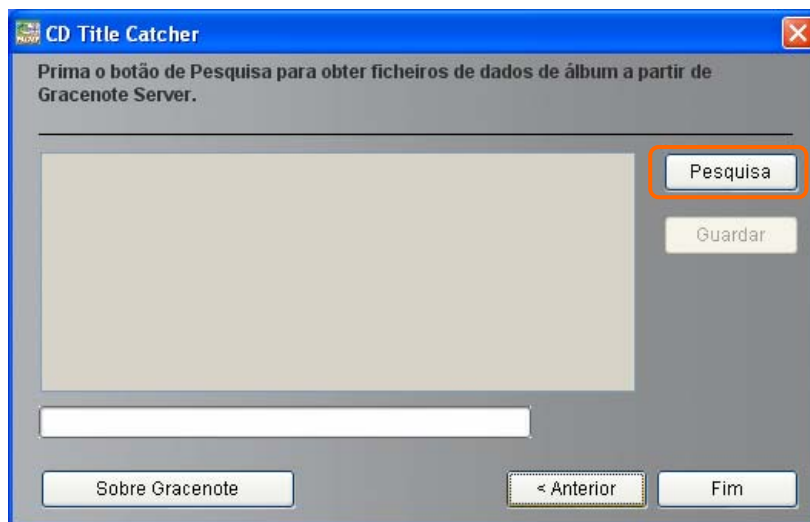 CD Title Catcher
Prima o botão de Pesquisa para obter ficheiros de dados de álbum a partir de
Gracenote Server.
Pesquisa
Guardar
Sobre Gracenote
< Anterior
Fim